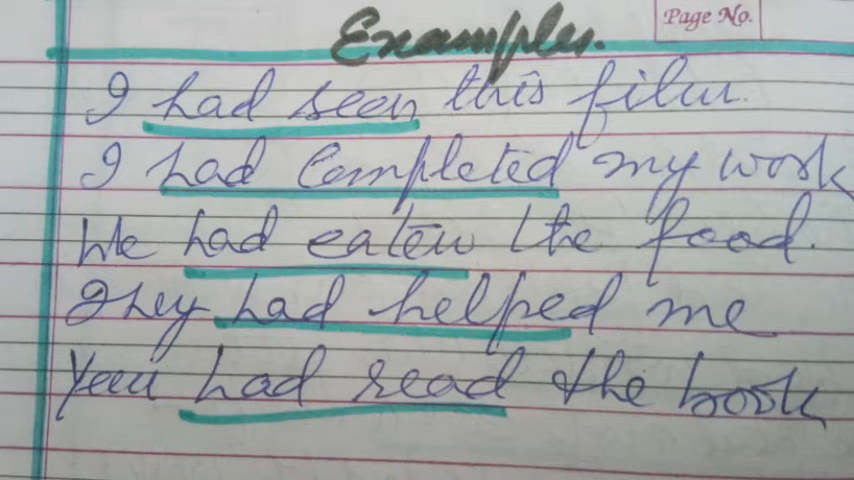 Page No.
Examples.
I had seen this film.
I had Completed my work
We had eaten the food.
They had helped me
You had read the book